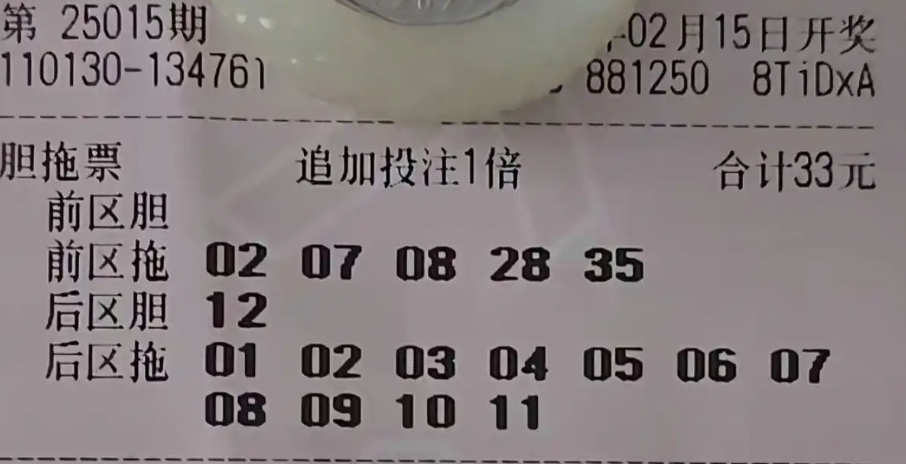 第 25015期
02月15日开奖
110130-134761
881250 8TiDxA
胆拖票 追加投注1倍 合计33元
前区胆
前区拖 02 07 08 28 35
后区胆 12
后区拖 01 02 03 04 05 06 07
08 09 10 11